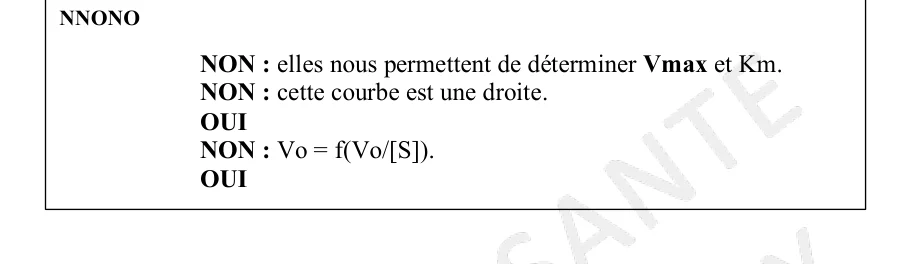 NNONO
NON : elles nous permettent de déterminer Vmax et Km.
NON : cette courbe est une droite.
OUI
NON : Vo = f(Vo/[S]).
OUI
SANTE